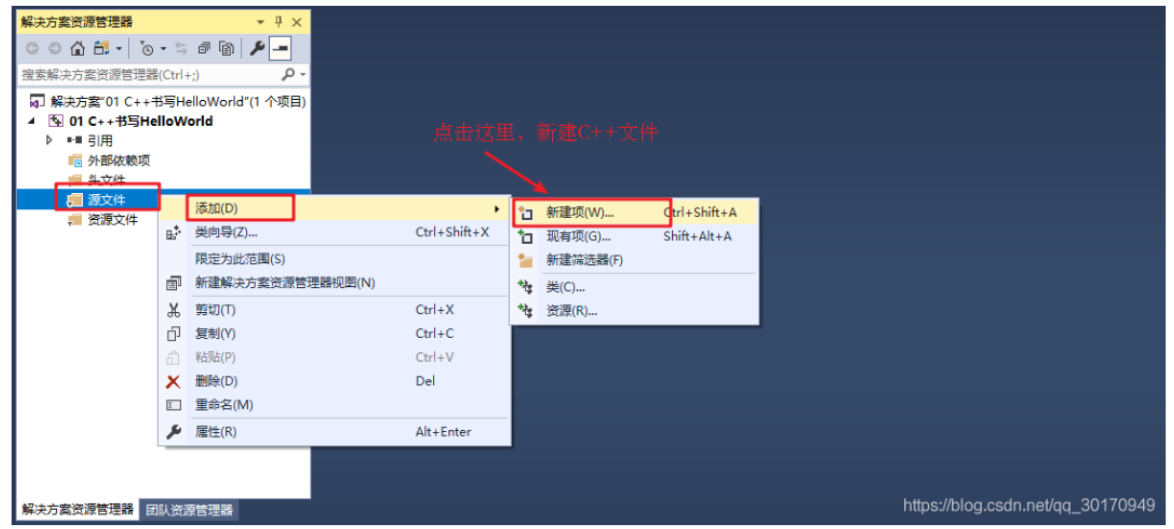 解决方案资源管理器
搜索解决方案资源管理器(Ctrl+;)
解决方案"01 C++书写HelloWorld"(1 个项目)
01 C++书写HelloWorld
引用
外部依赖项
头文件
源文件
资源文件
点击这里，新建C++文件
添加(D)
类向导(Z)... Ctrl+Shift+X
限定为此范围(S)
新建解决方案资源管理器视图(N)
剪切(T) Ctrl+X
复制(Y) Ctrl+C
粘贴(P) Ctrl+V
删除(D) Del
重命名(M)
属性(R) Alt+Enter
新建项(W)... Ctrl+Shift+A
现有项(G)... Shift+Alt+A
新建筛选器(F)
类(C)...
资源(R)...
解决方案资源管理器 团队资源管理器
https://blog.csdn.net/qq_30170949